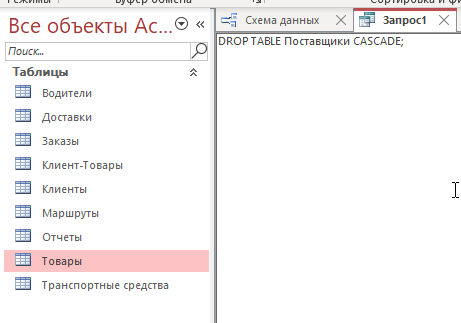 Все объекты Ac...
Поиск...
Таблицы
Водители
Доставки
Заказы
Клиент-Товары
Клиенты
Маршруты
Отчеты
Товары
Транспортные средства
Схема данных
Запрос1
DROP TABLE Поставщики CASCADE;